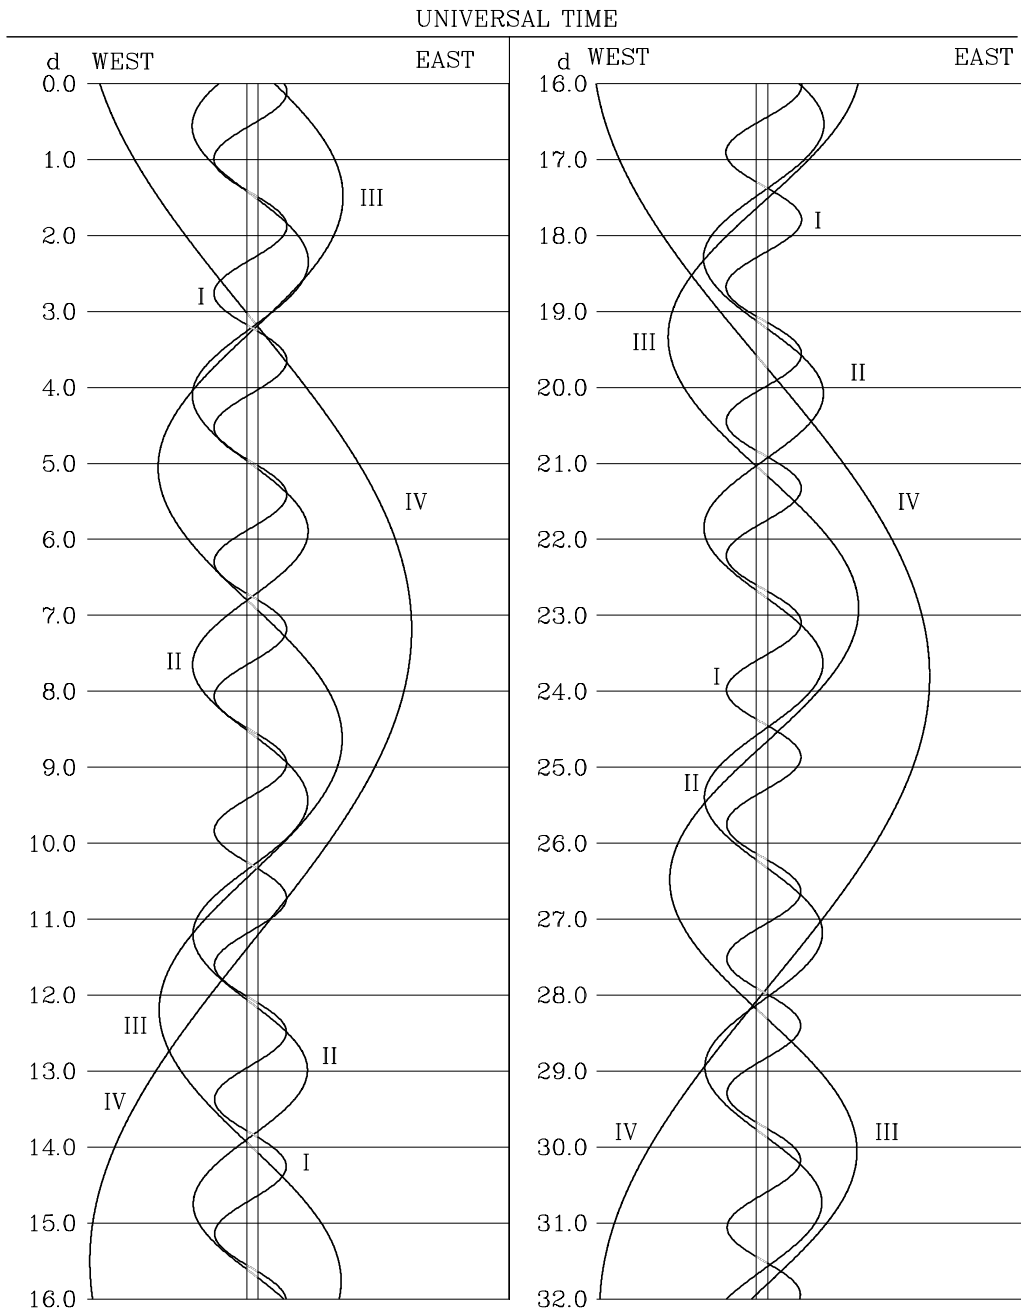 UNIVERSAL TIME
d WEST EAST
0.0
1.0
III
2.0
I
3.0
4.0
5.0
IV
6.0
7.0
II
8.0
9.0
10.0
11.0
12.0
III
II
13.0
IV
14.0
I
15.0
16.0
d WEST EAST
16.0
17.0
I
18.0
19.0
III
II
20.0
21.0
IV
22.0
23.0
I
24.0
II
25.0
26.0
27.0
28.0
29.0
IV III
30.0
31.0
32.0